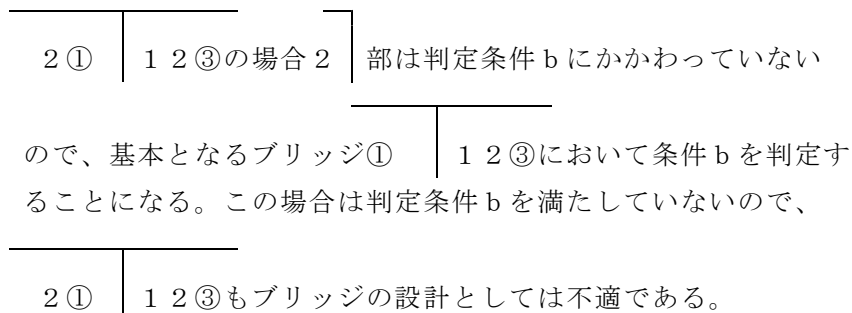 ２①１２③の場合２部は判定条件ｂにかかわっていない
ので、基本となるブリッジ①１２③において条件ｂを判定す
ることになる。この場合は判定条件ｂを満たしていないので、
２①１２③もブリッジの設計としては不適である。